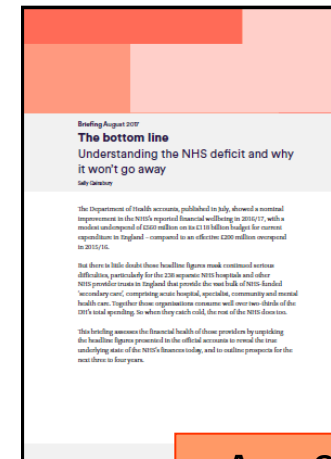 Briefing August 2017
The bottom line
Understanding the NHS deficit and why
it won't go away
Sally Gainsbury
The Department of Health accounts, published in July, showed a nominal
improvement in the NHS's reported financial wellbeing in 2016/17, with a
modest underspend of £560 million on its £118 billion budget for current
expenditure in England – compared to an effective £200 million overspend
in 2015/16.
But there is little doubt these headline figures mask continued serious
difficulties, particularly for the 238 separate NHS hospitals and other
NHS provider trusts in England that provide the vast bulk of NHS-funded
'secondary care', comprising acute hospital, specialist, community and mental
health care. Together those organisations consume well over two-thirds of the
DH's total spending. So when they catch cold, the rest of the NHS does too.
This briefing assesses the financial health of those providers by unpicking
the headline figures presented in the official accounts to reveal the true
underlying state of the NHS's finances today, and to outline prospects for the
next three to four years.